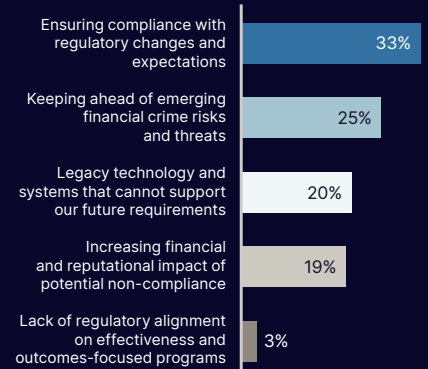 Ensuring compliance with
regulatory changes and
expectations
33%
Keeping ahead of emerging
financial crime risks
and threats
25%
Legacy technology and
systems that cannot support
our future requirements
20%
Increasing financial
and reputational impact of
potential non-compliance
19%
Lack of regulatory alignment
on effectiveness and
outcomes-focused programs
3%